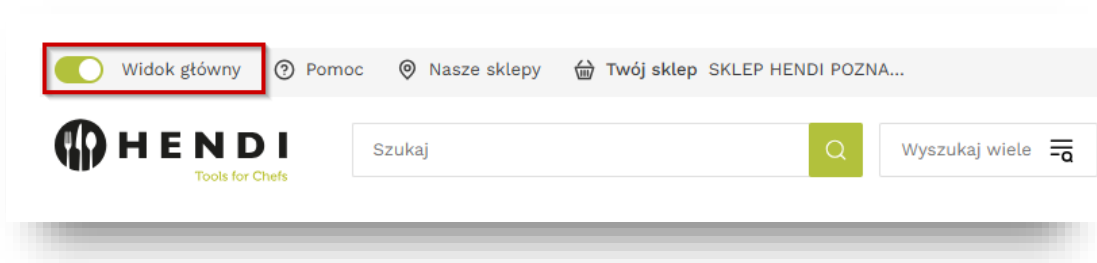 Widok główny Pomoc Nasze sklepy Twój sklep SKLEP HENDI POZNA...
HENDI
Tools for Chefs
Szukaj
Wyszukaj wiele